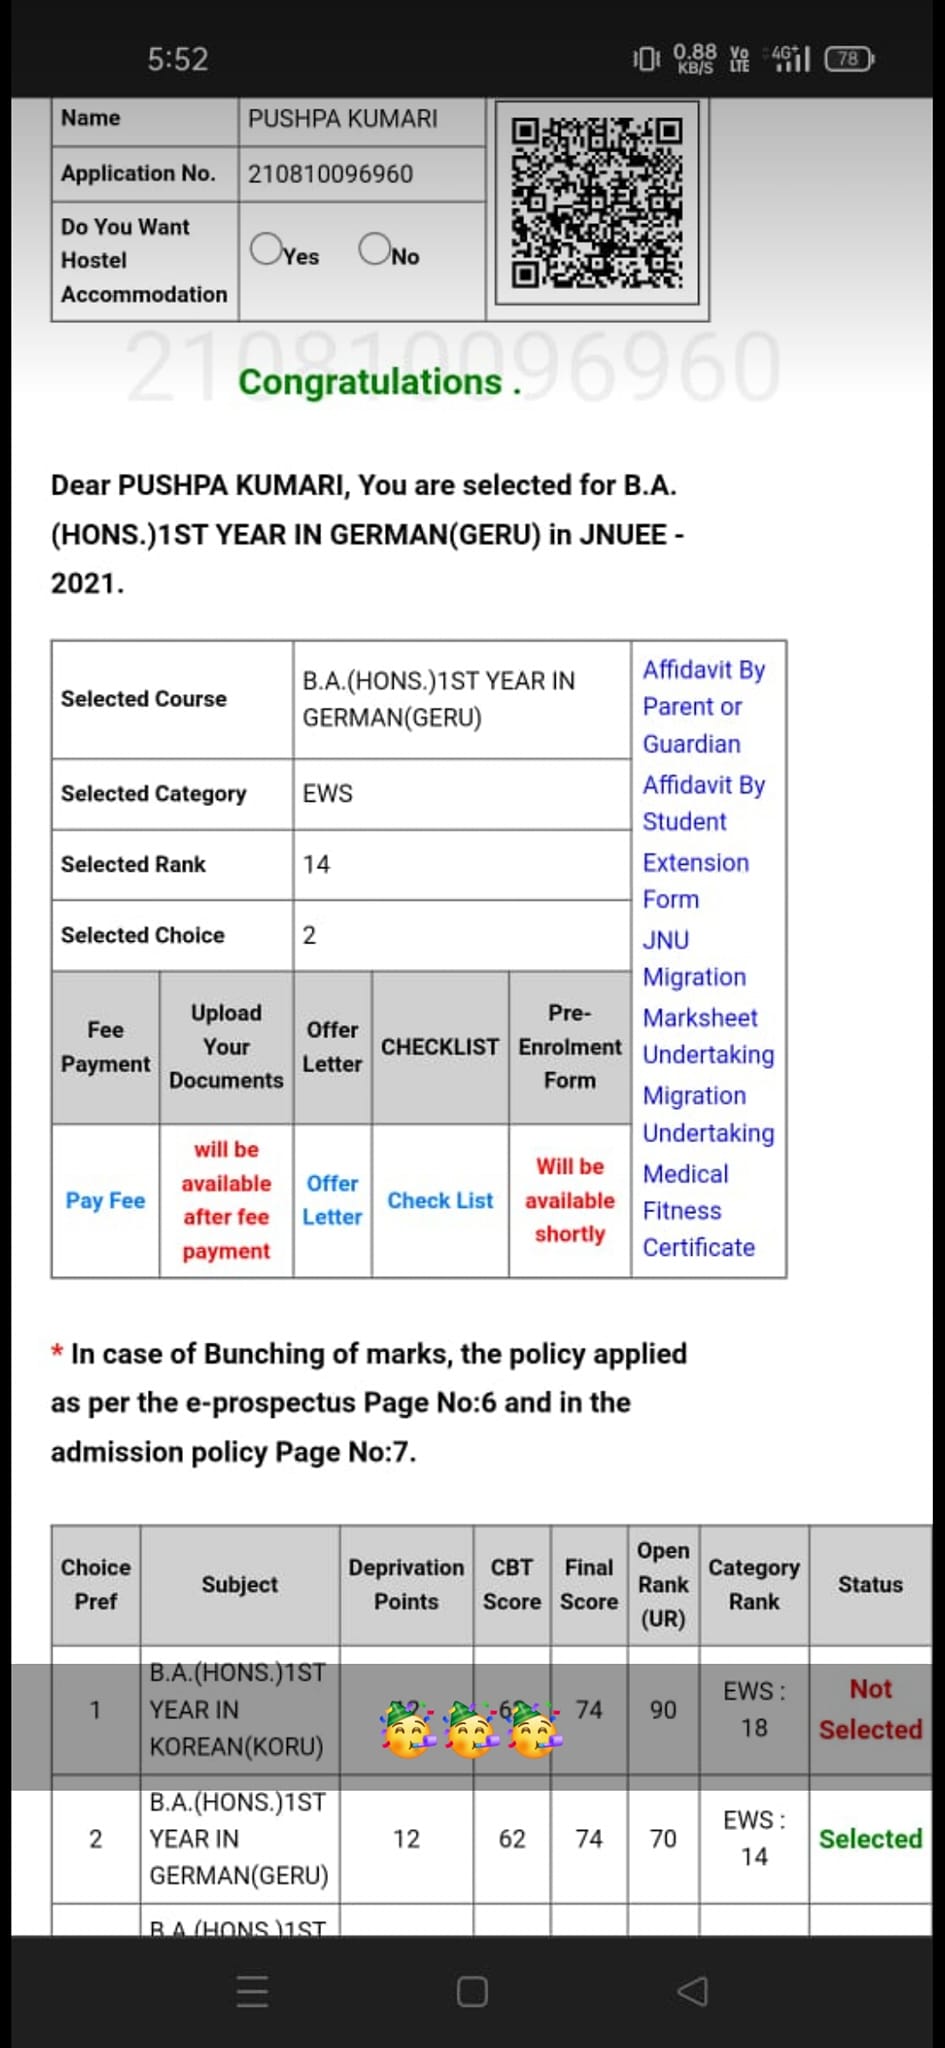 5:52
0.88 KB/S Vo LTE 4G+ 78
Name PUSHPA KUMARI
Application No. 210810096960
Do You Want
Hostel
Accommodation
Yes No
210810096960
Congratulations .
Dear PUSHPA KUMARI, You are selected for B.A.
(HONS.)1ST YEAR IN GERMAN(GERU) in JNUEE -
2021.
Selected Course
B.A.(HONS.)1ST YEAR IN
GERMAN(GERU)
Selected Category EWS
Selected Rank 14
Selected Choice 2
Affidavit By
Parent or
Guardian
Affidavit By
Student
Extension
Form
JNU
Migration
Marksheet
Undertaking
Migration
Undertaking
Medical
Fitness
Certificate
Fee
Payment
Upload
Your
Documents
Offer
Letter
CHECKLIST
Pre-
Enrolment
Form
Pay Fee
will be
available
after fee
payment
Offer
Letter
Check List
Will be
available
shortly
* In case of Bunching of marks, the policy applied
as per the e-prospectus Page No:6 and in the
admission policy Page No:7.
Choice
Pref
Subject
Deprivation
Points
CBT
Score
Final
Score
Open
Rank
(UR)
Category
Rank
Status
1
B.A.(HONS.)1ST
YEAR IN
KOREAN(KORU)
74
90
EWS :
18
Not
Selected
2
B.A.(HONS.)1ST
YEAR IN
GERMAN(GERU)
12
62
74
70
EWS :
14
Selected
B.A.(HONS.)1ST